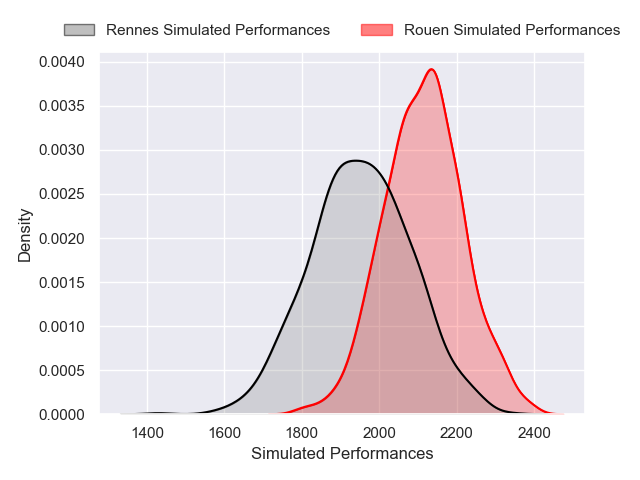 Rennes Simulated Performances Rouen Simulated Performances
0.0040
0.0035
0.0030
0.0025
0.0020
0.0015
0.0010
0.0005
0.0000
Density
1400 1600 1800 2000 2200 2400
Simulated Performances